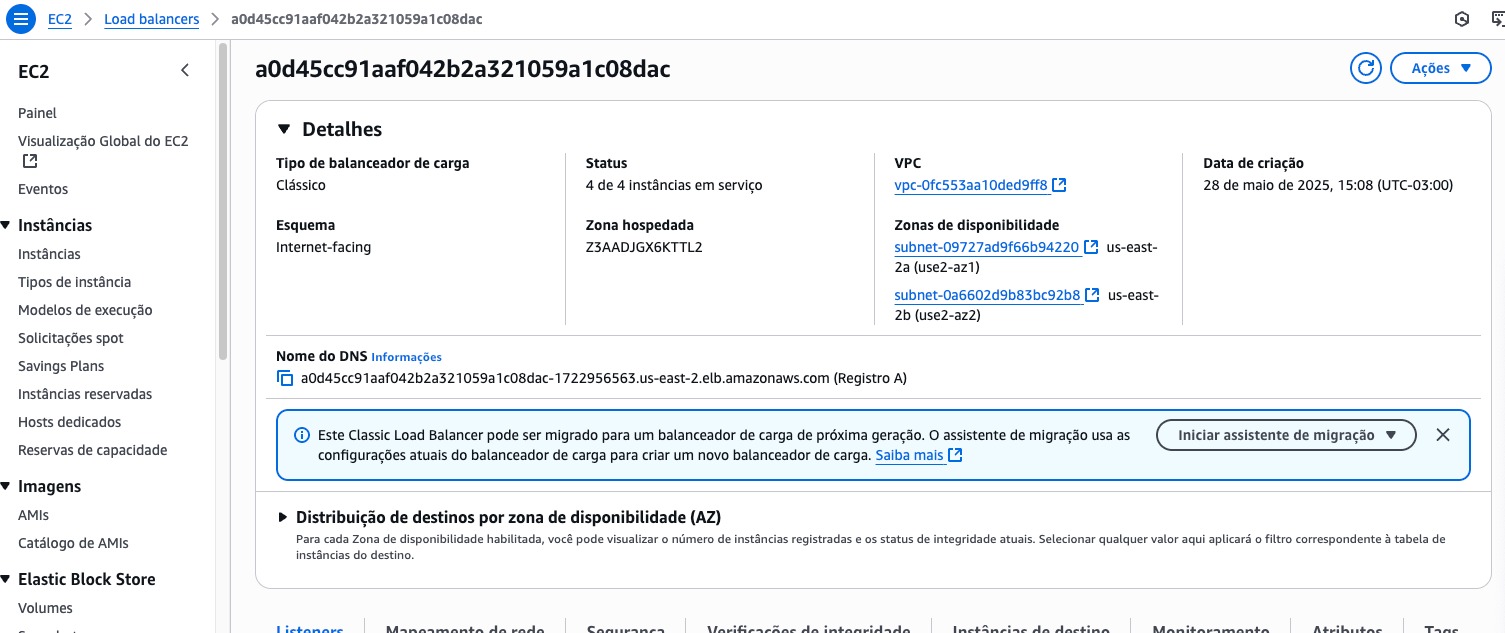 EC2 > Load balancers > a0d45cc91aaf042b2a321059a1c08dac
EC2
Painel
Visualização Global do EC2
Eventos
Instâncias
Instâncias
Tipos de instância
Modelos de execução
Solicitações spot
Savings Plans
Instâncias reservadas
Hosts dedicados
Reservas de capacidade
Imagens
AMIs
Catálogo de AMIs
Elastic Block Store
Volumes
a0d45cc91aaf042b2a321059a1c08dac
Ações
Detalhes
Tipo de balanceador de carga
Clássico
Esquema
Internet-facing
Status
4 de 4 instâncias em serviço
Zona hospedada
Z3AADJGX6KTTL2
VPC
vpc-0fc553aa10ded9ff8
Zonas de disponibilidade
subnet-09727ad9f66b94220 us-east-
2a (use2-az1)
subnet-0a6602d9b83bc92b8 us-east-
2b (use2-az2)
Data de criação
28 de maio de 2025, 15:08 (UTC-03:00)
Nome do DNS Informações
a0d45cc91aaf042b2a321059a1c08dac-1722956563.us-east-2.elb.amazonaws.com (Registro A)
Este Classic Load Balancer pode ser migrado para um balanceador de carga de próxima geração. O assistente de migração usa as
configurações atuais do balanceador de carga para criar um novo balanceador de carga. Saiba mais
Iniciar assistente de migração
Distribuição de destinos por zona de disponibilidade (AZ)
Para cada Zona de disponibilidade habilitada, você pode visualizar o número de instâncias registradas e os status de integridade atuais. Selecionar qualquer valor aqui aplicará o filtro correspondente à tabela de
instâncias do destino.
Listeners Mapeamento de rede Segurança Verificações de integridade Instâncias de destino Monitoramento Atributos Tags